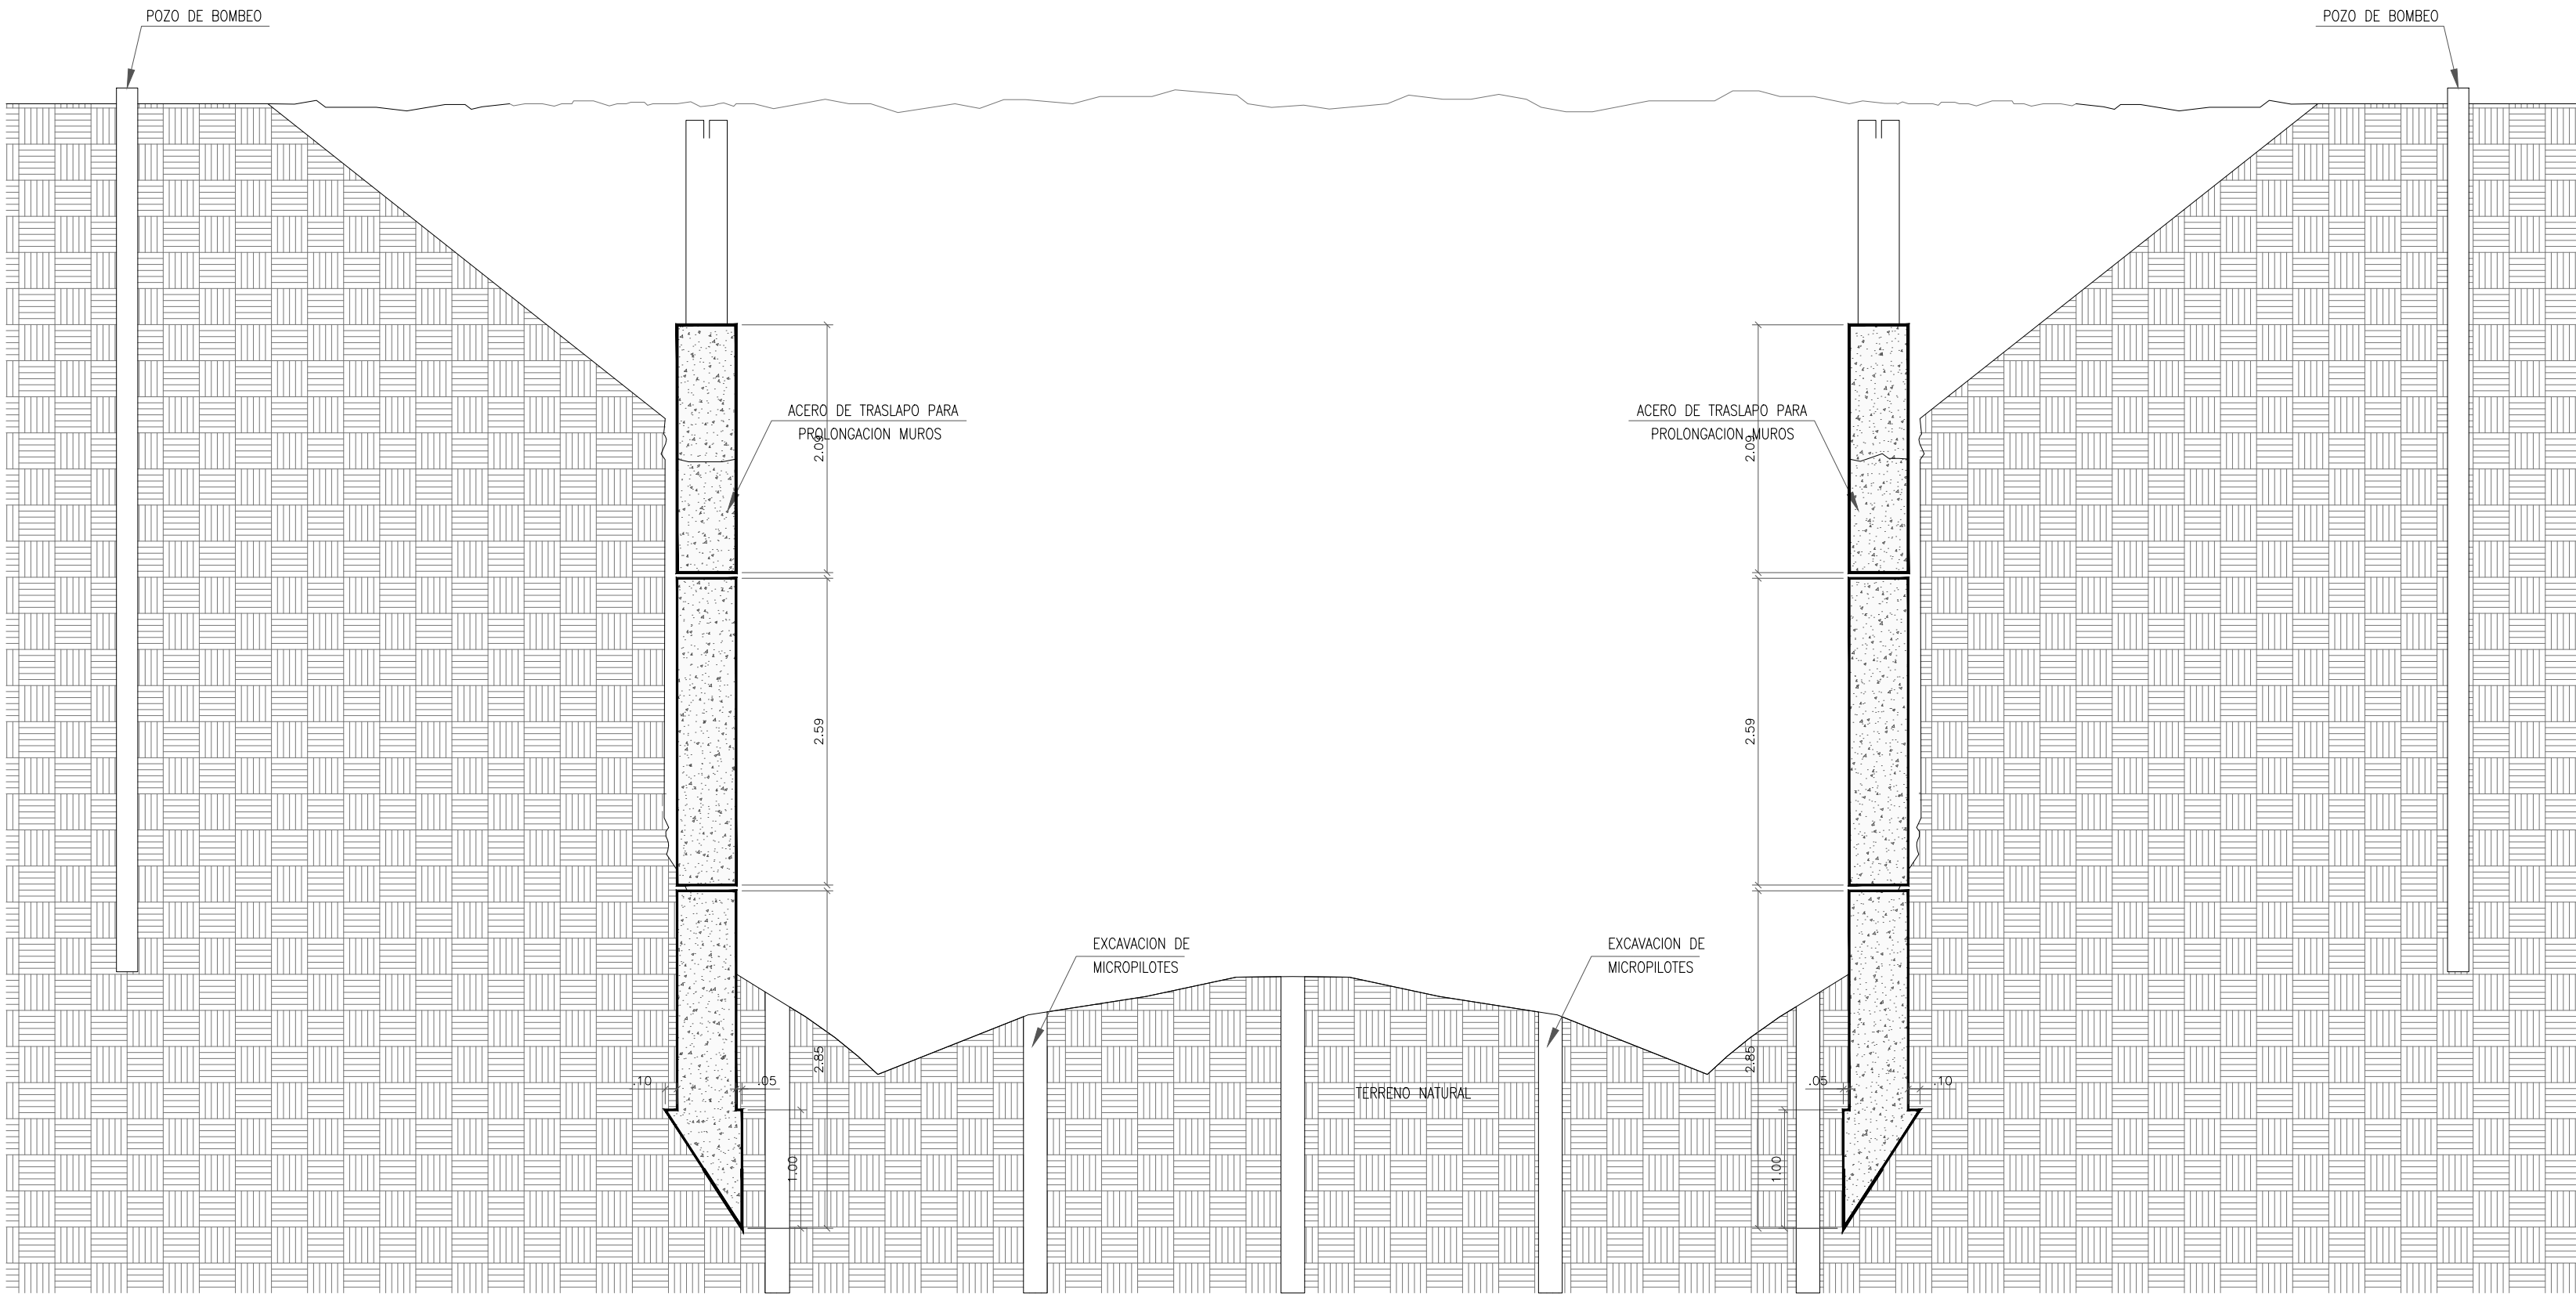 POZO DE BOMBEO
POZO DE BOMBEO
ACERO DE TRASLAPO PARA
PROLONGACION MUROS
2.09
ACERO DE TRASLAPO PARA
PROLONGACION MUROS
2.09
2.59
2.59
EXCAVACION DE
MICROPILOTES
EXCAVACION DE
MICROPILOTES
2.85
2.85
.10
.05
TERRENO NATURAL
.05
.10
1.00
1.00